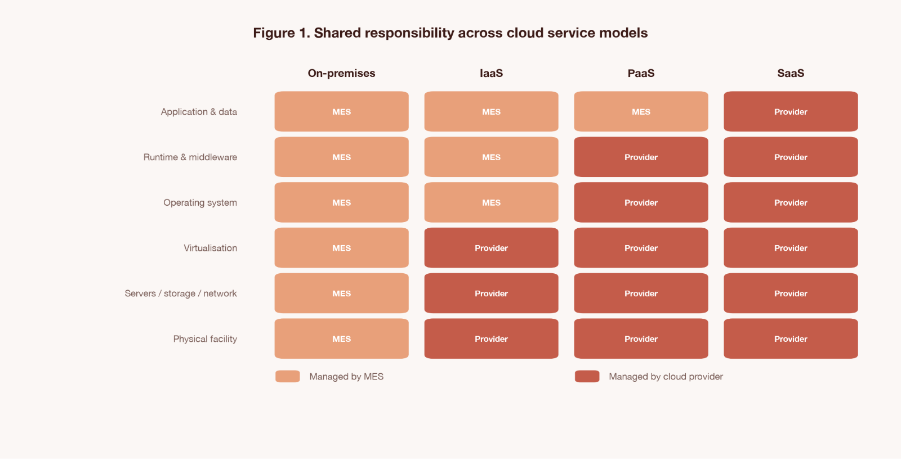 Figure 1. Shared responsibility across cloud service models
On-premises IaaS PaaS SaaS
Application & data MES MES MES Provider
Runtime & middleware MES MES Provider Provider
Operating system MES MES Provider Provider
Virtualisation MES Provider Provider Provider
Servers / storage / network MES Provider Provider Provider
Physical facility MES Provider Provider Provider
Managed by MES Managed by cloud provider